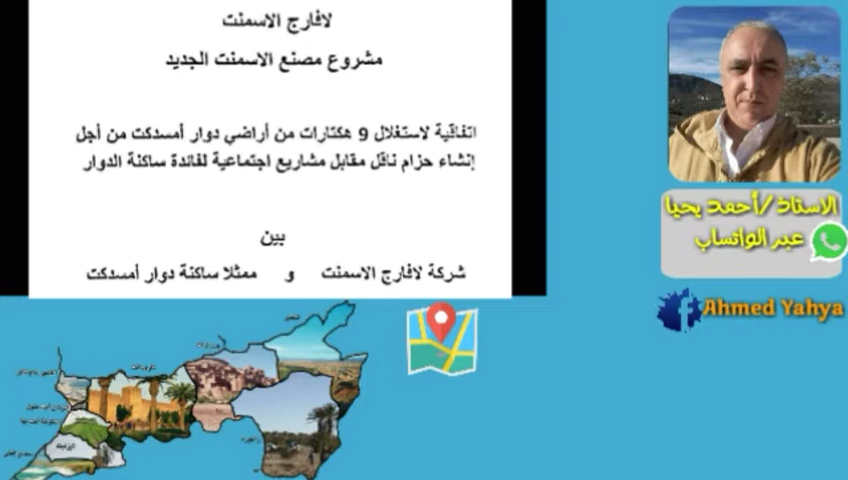 لافارج الاسمنت
مشروع مصنع الاسمنت الجديد
اتفاقية لاستغلال 9 هكتارات من أراضي دوار أمسدكت من أجل
إنشاء حزام ناقل مقابل مشاريع اجتماعية لفائدة ساكنة الدوار
بين
شركة لافارج الاسمنت و ممثلا ساكنة دوار أمسدكت
الاستاذ/أحمد يحيا
عبر الواتساب
Ahmed Yahya